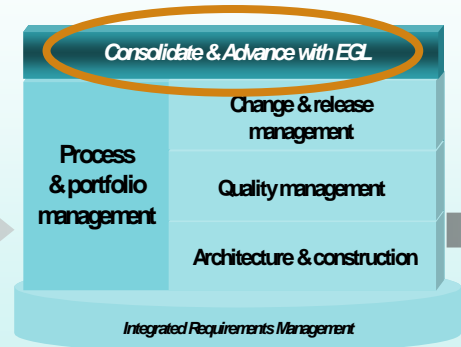 Consolidate & Advance with EGL
Process
& portfolio
management
Change & release
management
Quality management
Architecture & construction
Integrated Requirements Management